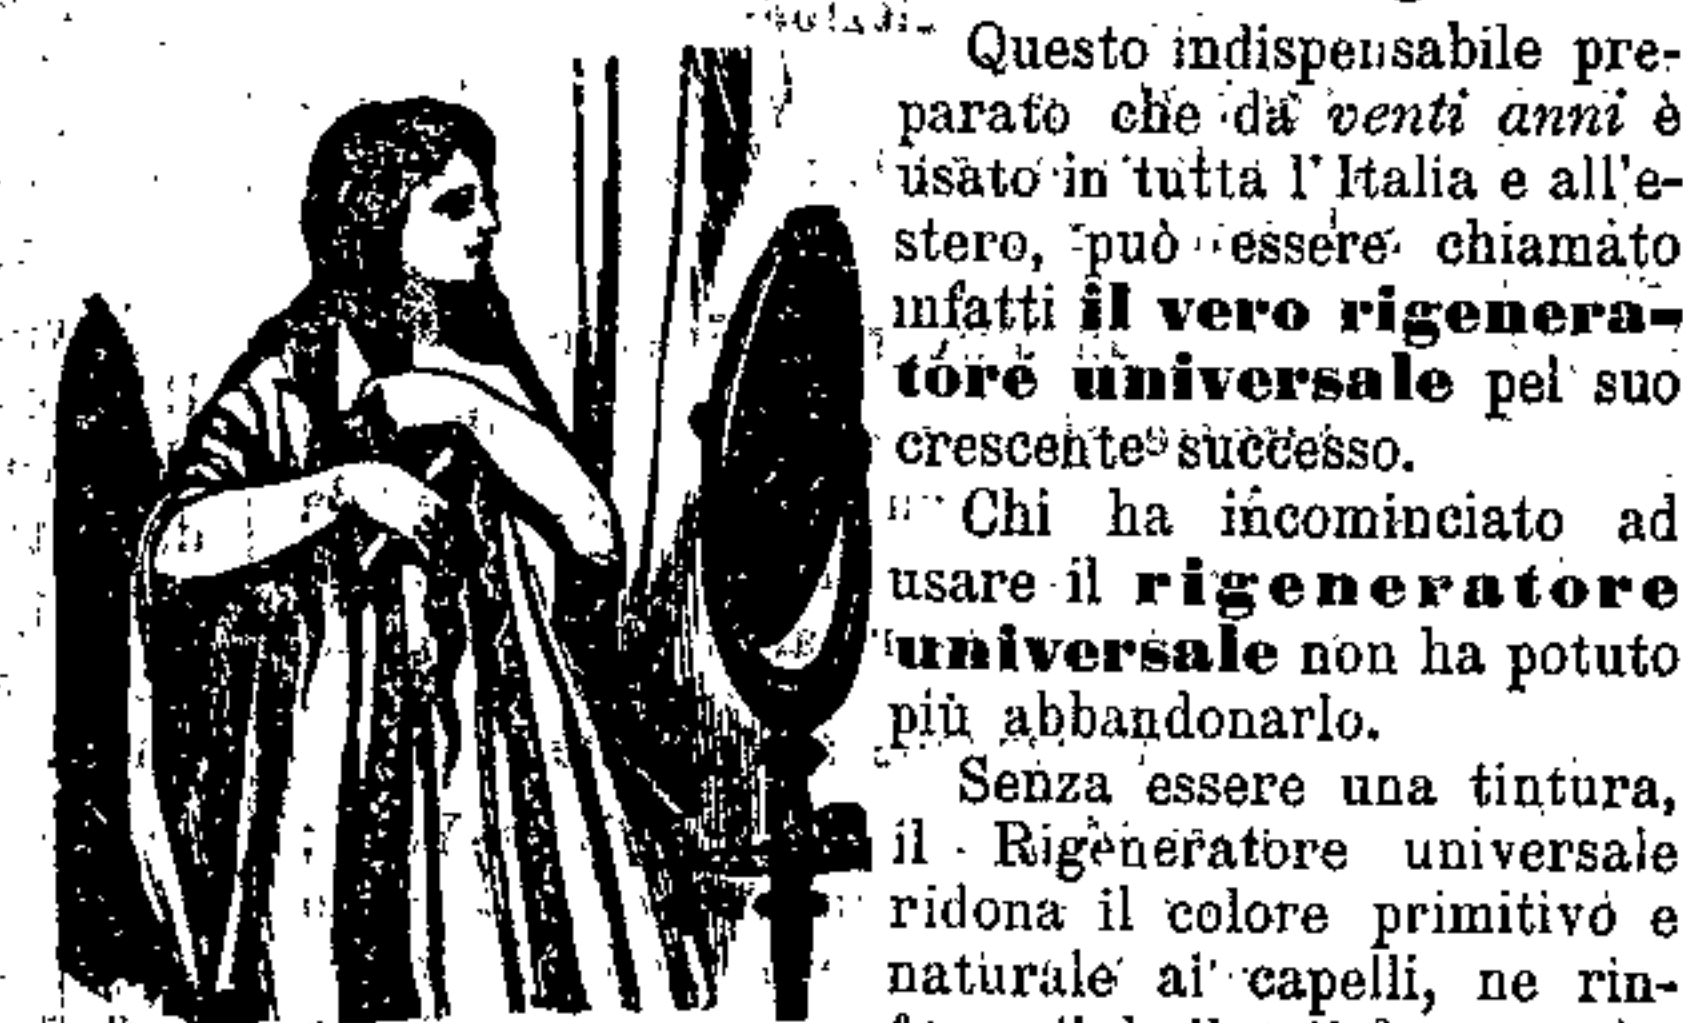 Questo indispensabile pre-
parato che da venti anni è
usato in tutta l'Italia e all'e-
stero, può essere chiamato
infatti il vero rigenera-
tore universale pel suo
crescente successo.
Chi ha incominciato ad
usare il rigeneratore
universale non ha potuto
più abbandonarlo.
Senza essere una tintura,
il Rigeneratore universale
ridona il colore primitivo e
naturale ai capelli, ne rin-